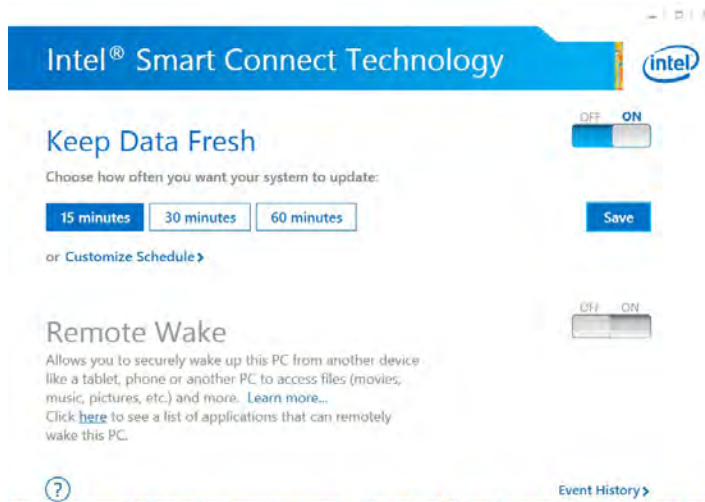 Intel® Smart Connect Technology
intel
Keep Data Fresh
OFF ON
Choose how often you want your system to update:
15 minutes 30 minutes 60 minutes Save
or Customize Schedule >
Remote Wake
OFF ON
Allows you to securely wake up this PC from another device
like a tablet, phone or another PC to access files (movies,
music, pictures, etc.) and more. Learn more...
Click here to see a list of applications that can remotely
wake this PC.
? Event History >